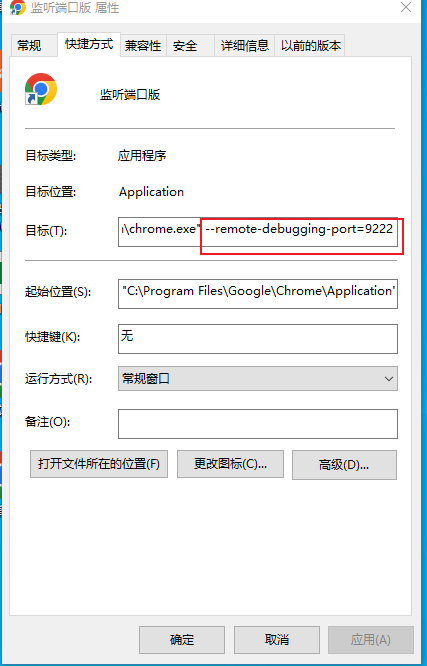 监听端口版 属性
常规 快捷方式 兼容性 安全 详细信息 以前的版本
监听端口版
目标类型: 应用程序
目标位置: Application
目标(T): \chrome.exe" --remote-debugging-port=9222
起始位置(S): "C:\Program Files\Google\Chrome\Application"
快捷键(K): 无
运行方式(R): 常规窗口
备注(O):
打开文件所在的位置(F) 更改图标(C)... 高级(D)...
确定 取消 应用(A)